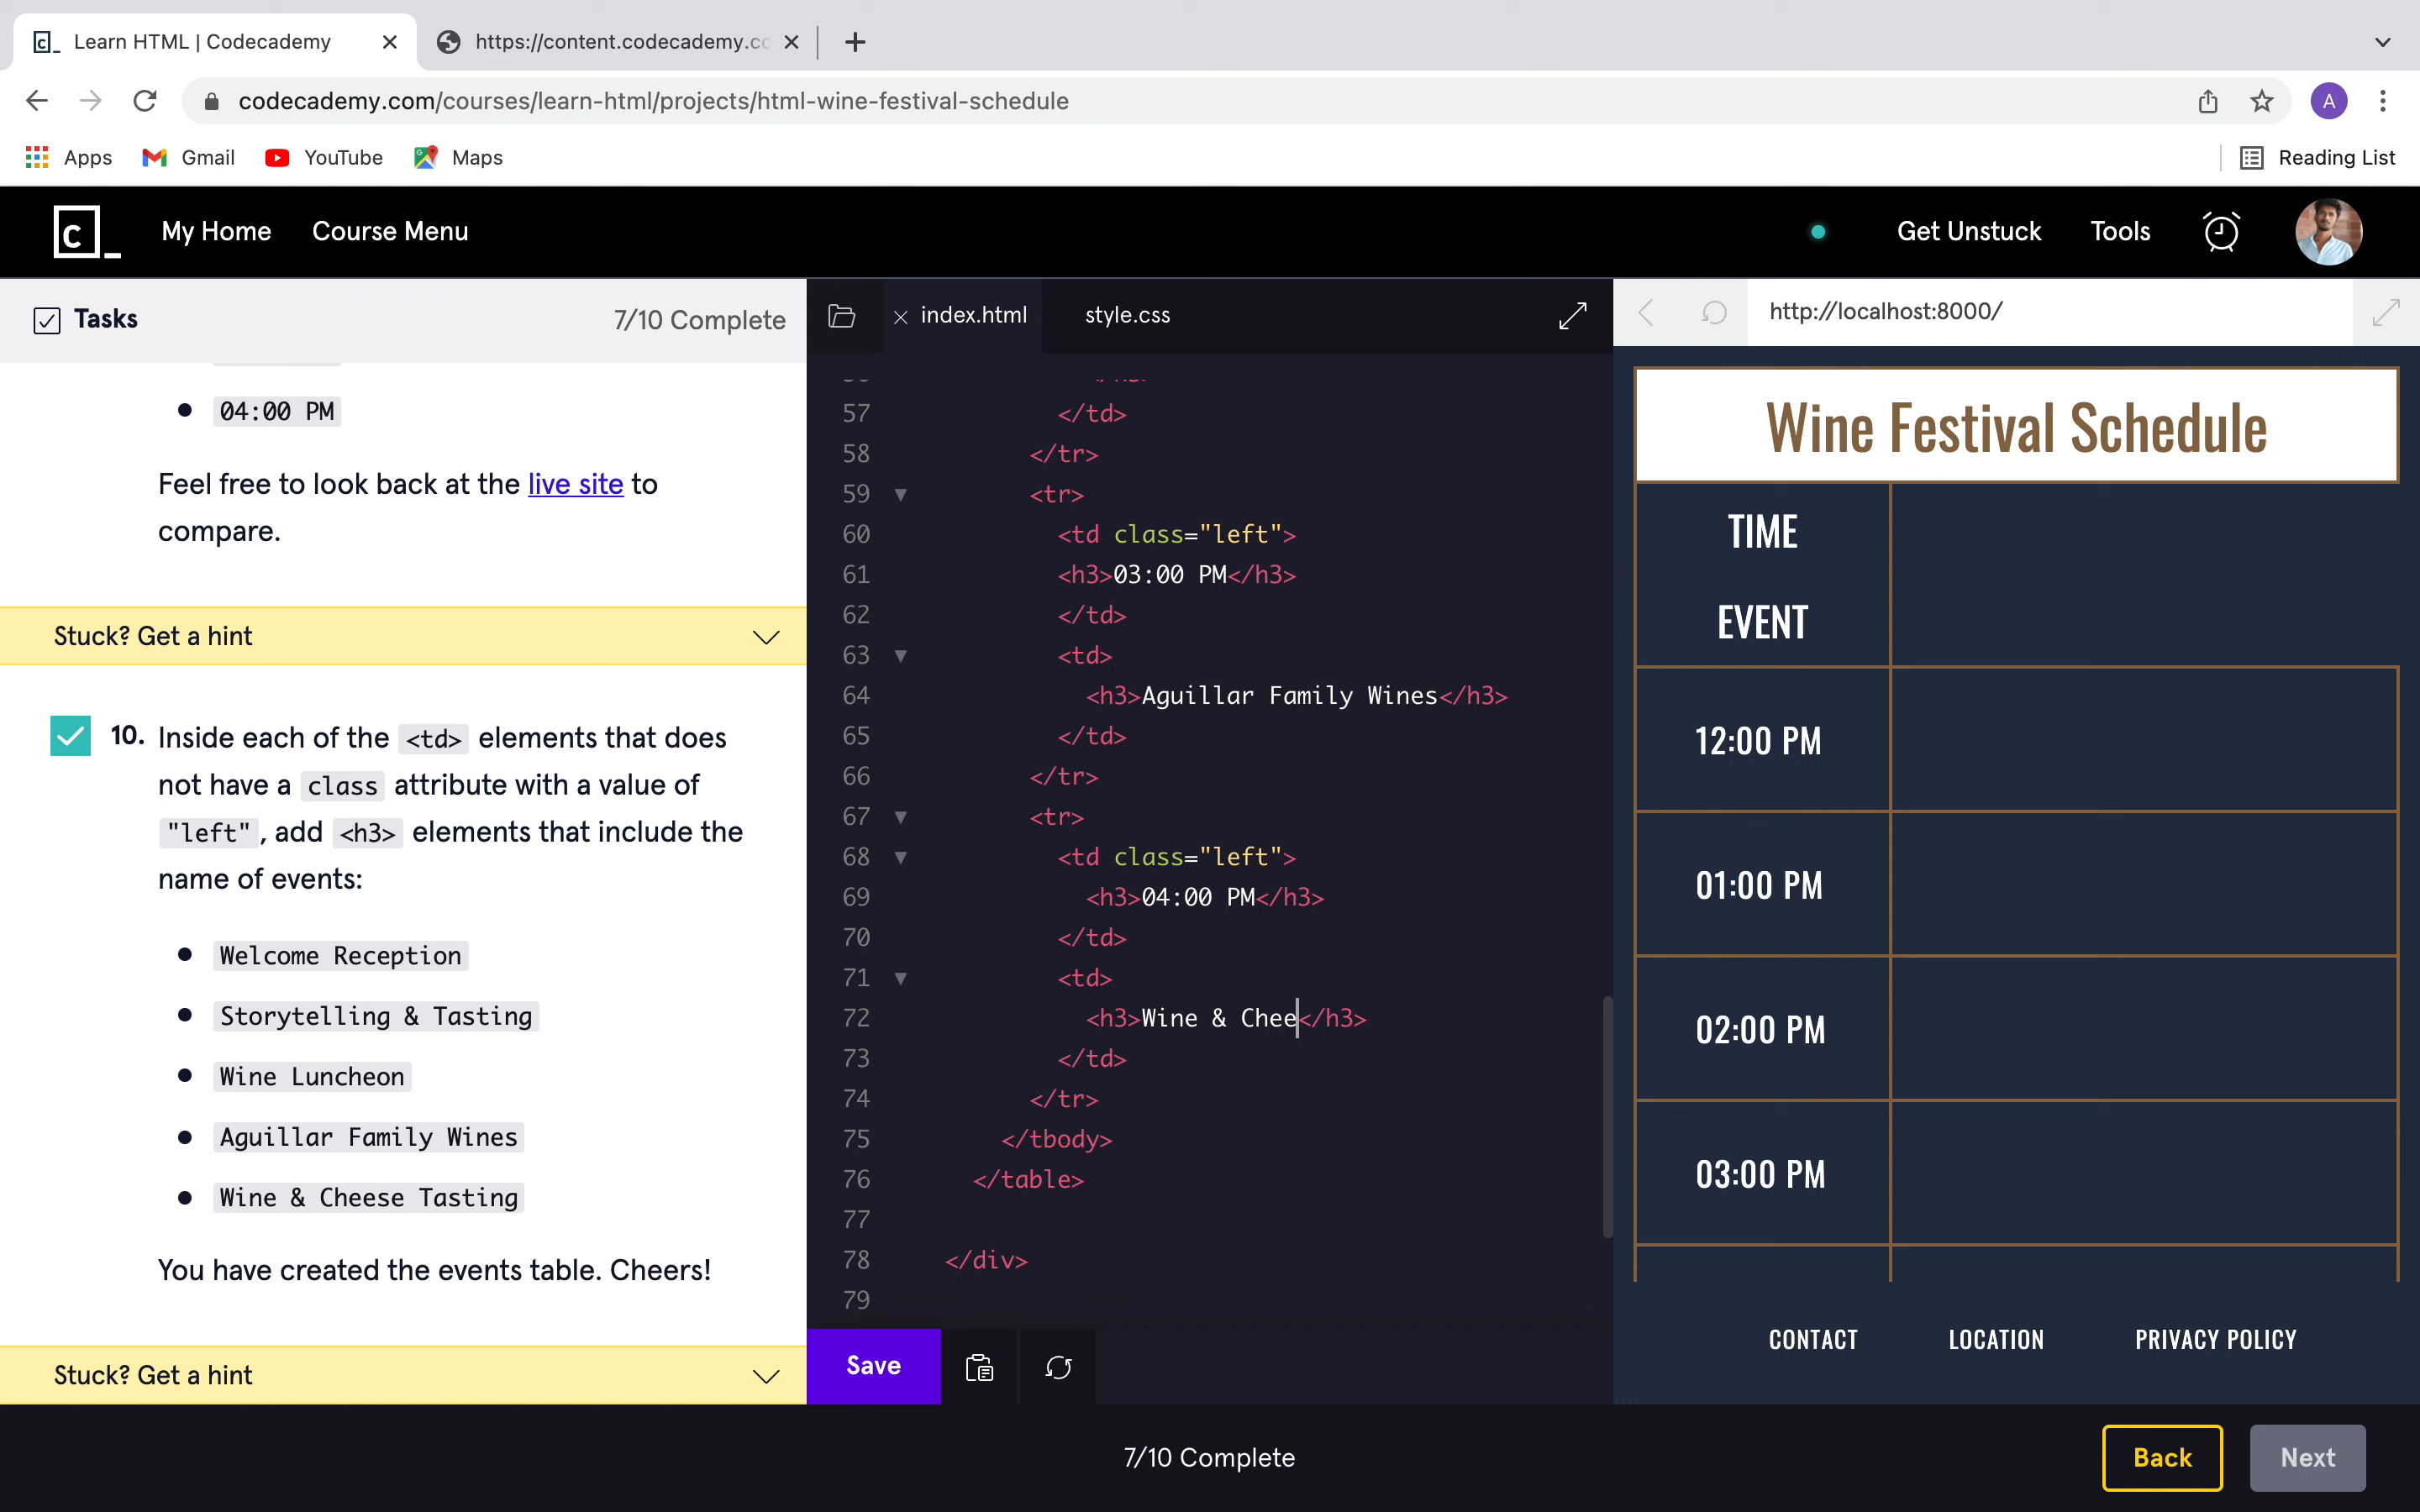 Learn HTML | Codecademy
https://content.codecademy.co
codecademy.com/courses/learn-html/projects/html-wine-festival-schedule
A
Apps
Gmail
YouTube
Maps
Reading List
c_
My Home
Course Menu
Get Unstuck
Tools
Tasks
7/10 Complete
04:00 PM
Feel free to look back at the live site to
compare.
Stuck? Get a hint
10. Inside each of the <td> elements that does
not have a class attribute with a value of
"left", add <h3> elements that include the
name of events:
Welcome Reception
Storytelling & Tasting
Wine Luncheon
Aguillar Family Wines
Wine & Cheese Tasting
You have created the events table. Cheers!
Stuck? Get a hint
index.html
style.css
57 </td>
58 </tr>
59 <tr>
60 <td class="left">
61 <h3>03:00 PM</h3>
62 </td>
63 <td>
64 <h3>Aguillar Family Wines</h3>
65 </td>
66 </tr>
67 <tr>
68 <td class="left">
69 <h3>04:00 PM</h3>
70 </td>
71 <td>
72 <h3>Wine & Chee</h3>
73 </td>
74 </tr>
75 </tbody>
76 </table>
77
78 </div>
79
Save
http://localhost:8000/
Wine Festival Schedule
TIME
EVENT
12:00 PM
01:00 PM
02:00 PM
03:00 PM
CONTACT
LOCATION
PRIVACY POLICY
7/10 Complete
Back
Next